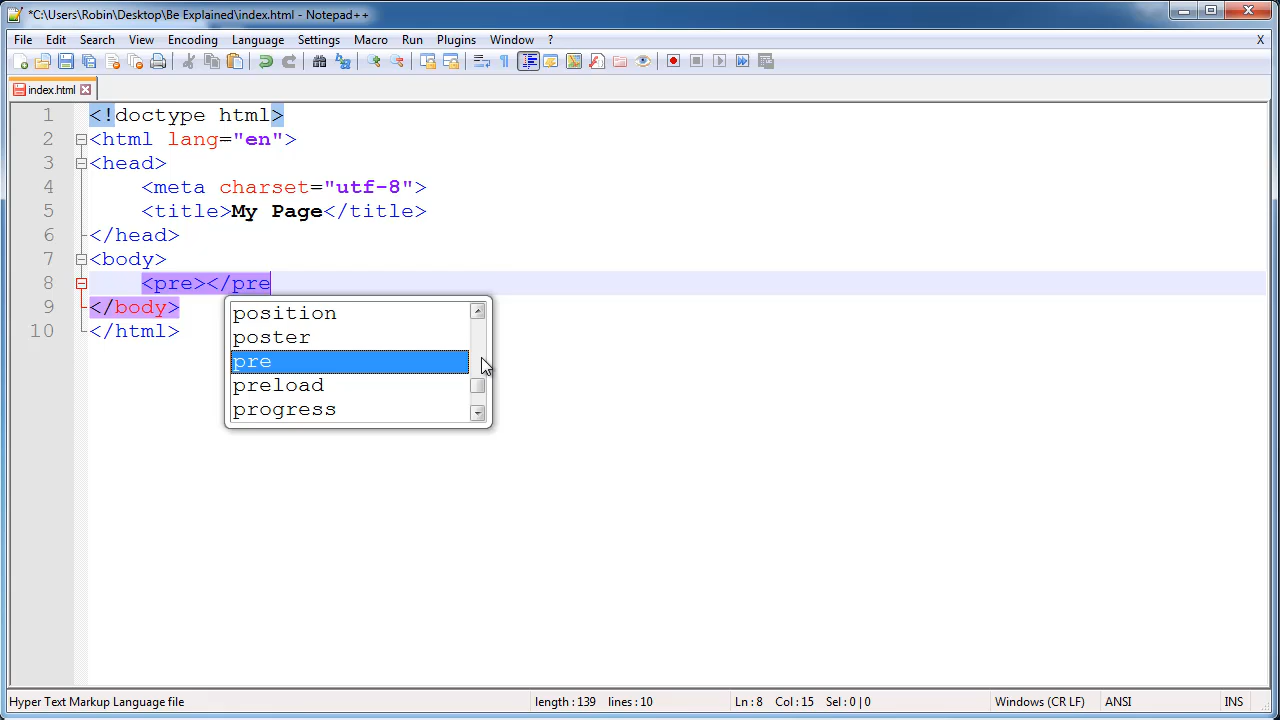 *C:\Users\Robin\Desktop\Be Explained\index.html - Notepad++
File Edit Search View Encoding Language Settings Macro Run Plugins Window ? X
index.html
1 <!doctype html>
2 <html lang="en">
3 <head>
4 <meta charset="utf-8">
5 <title>My Page</title>
6 </head>
7 <body>
8 <pre></pre
9 </body>
10 </html>
position
poster
pre
preload
progress
Hyper Text Markup Language file length : 139 lines : 10 Ln : 8 Col : 15 Sel : 0 | 0 Windows (CR LF) ANSI INS